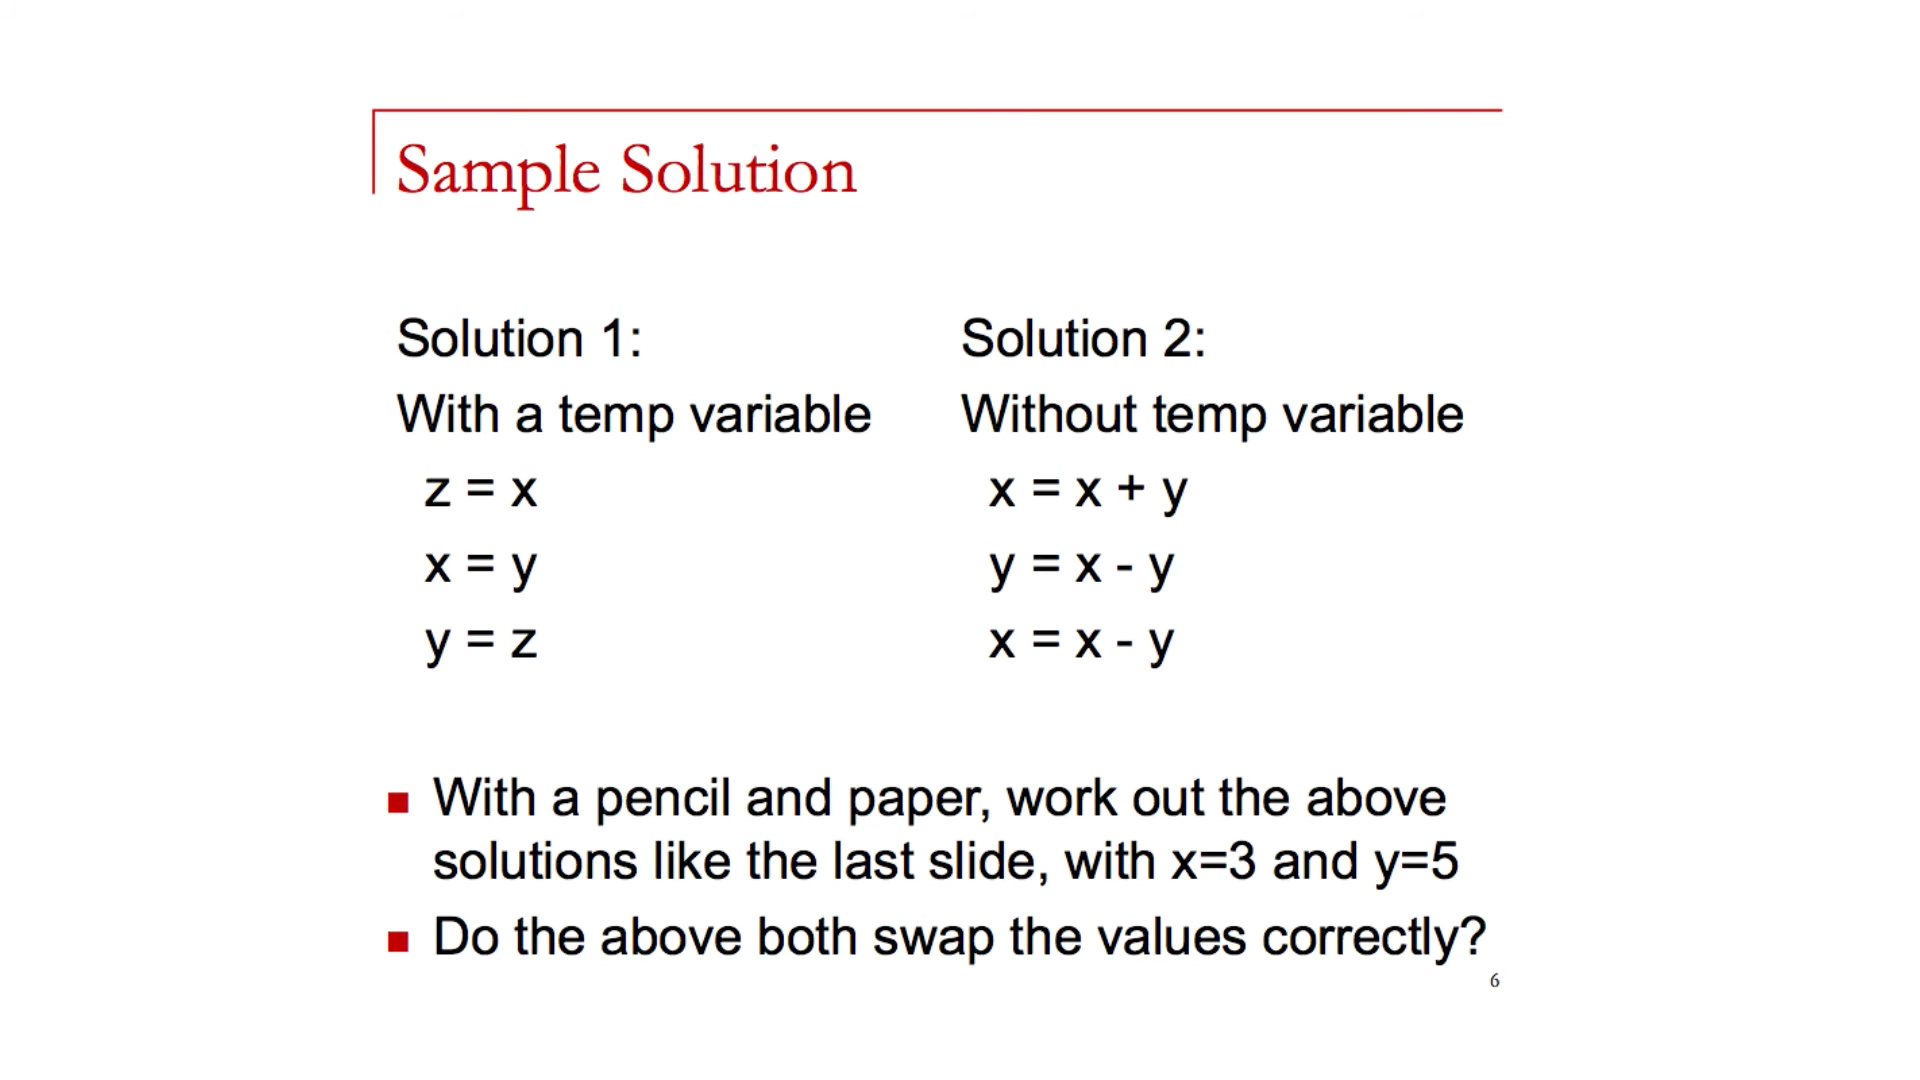 Sample Solution
Solution 1:
With a temp variable
z = x
x = y
y = z
Solution 2:
Without temp variable
x = x + y
y = x - y
x = x - y
With a pencil and paper, work out the above
solutions like the last slide, with x=3 and y=5
Do the above both swap the values correctly?
6